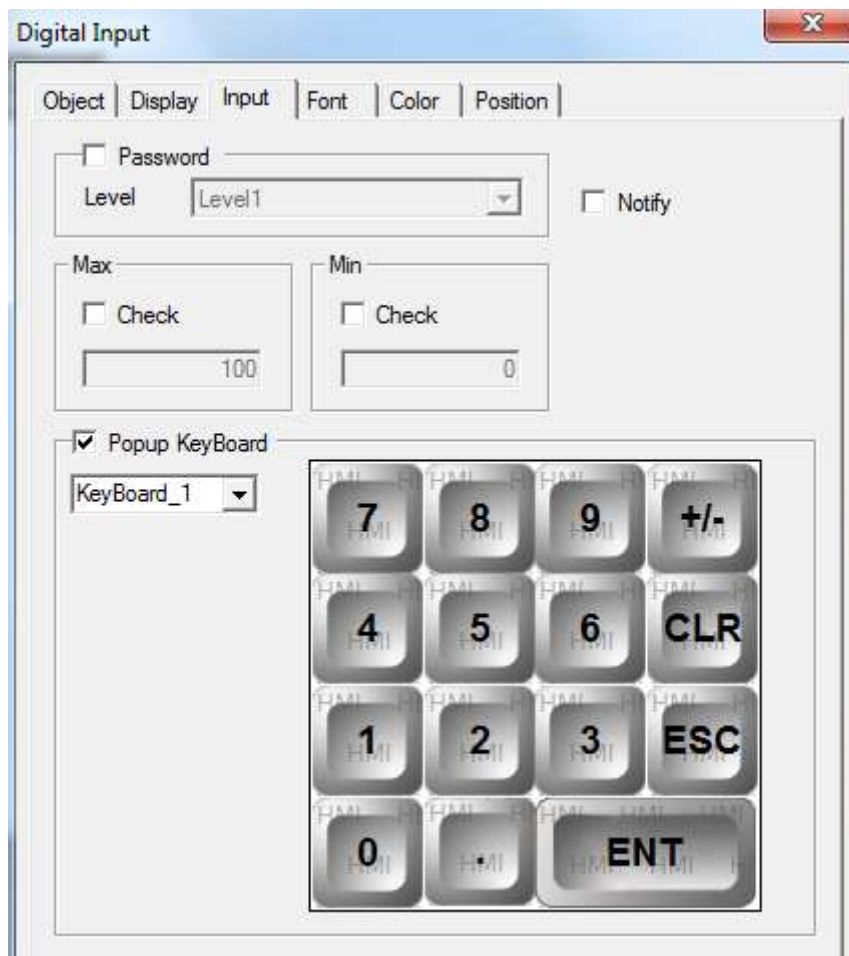 Digital Input
Object Display Input Font Color Position
Password
Level Level1 Notify
Max Min
Check Check
100 0
Popup KeyBoard
KeyBoard_1
7 8 9 +/-
4 5 6 CLR
1 2 3 ESC
0 . ENT